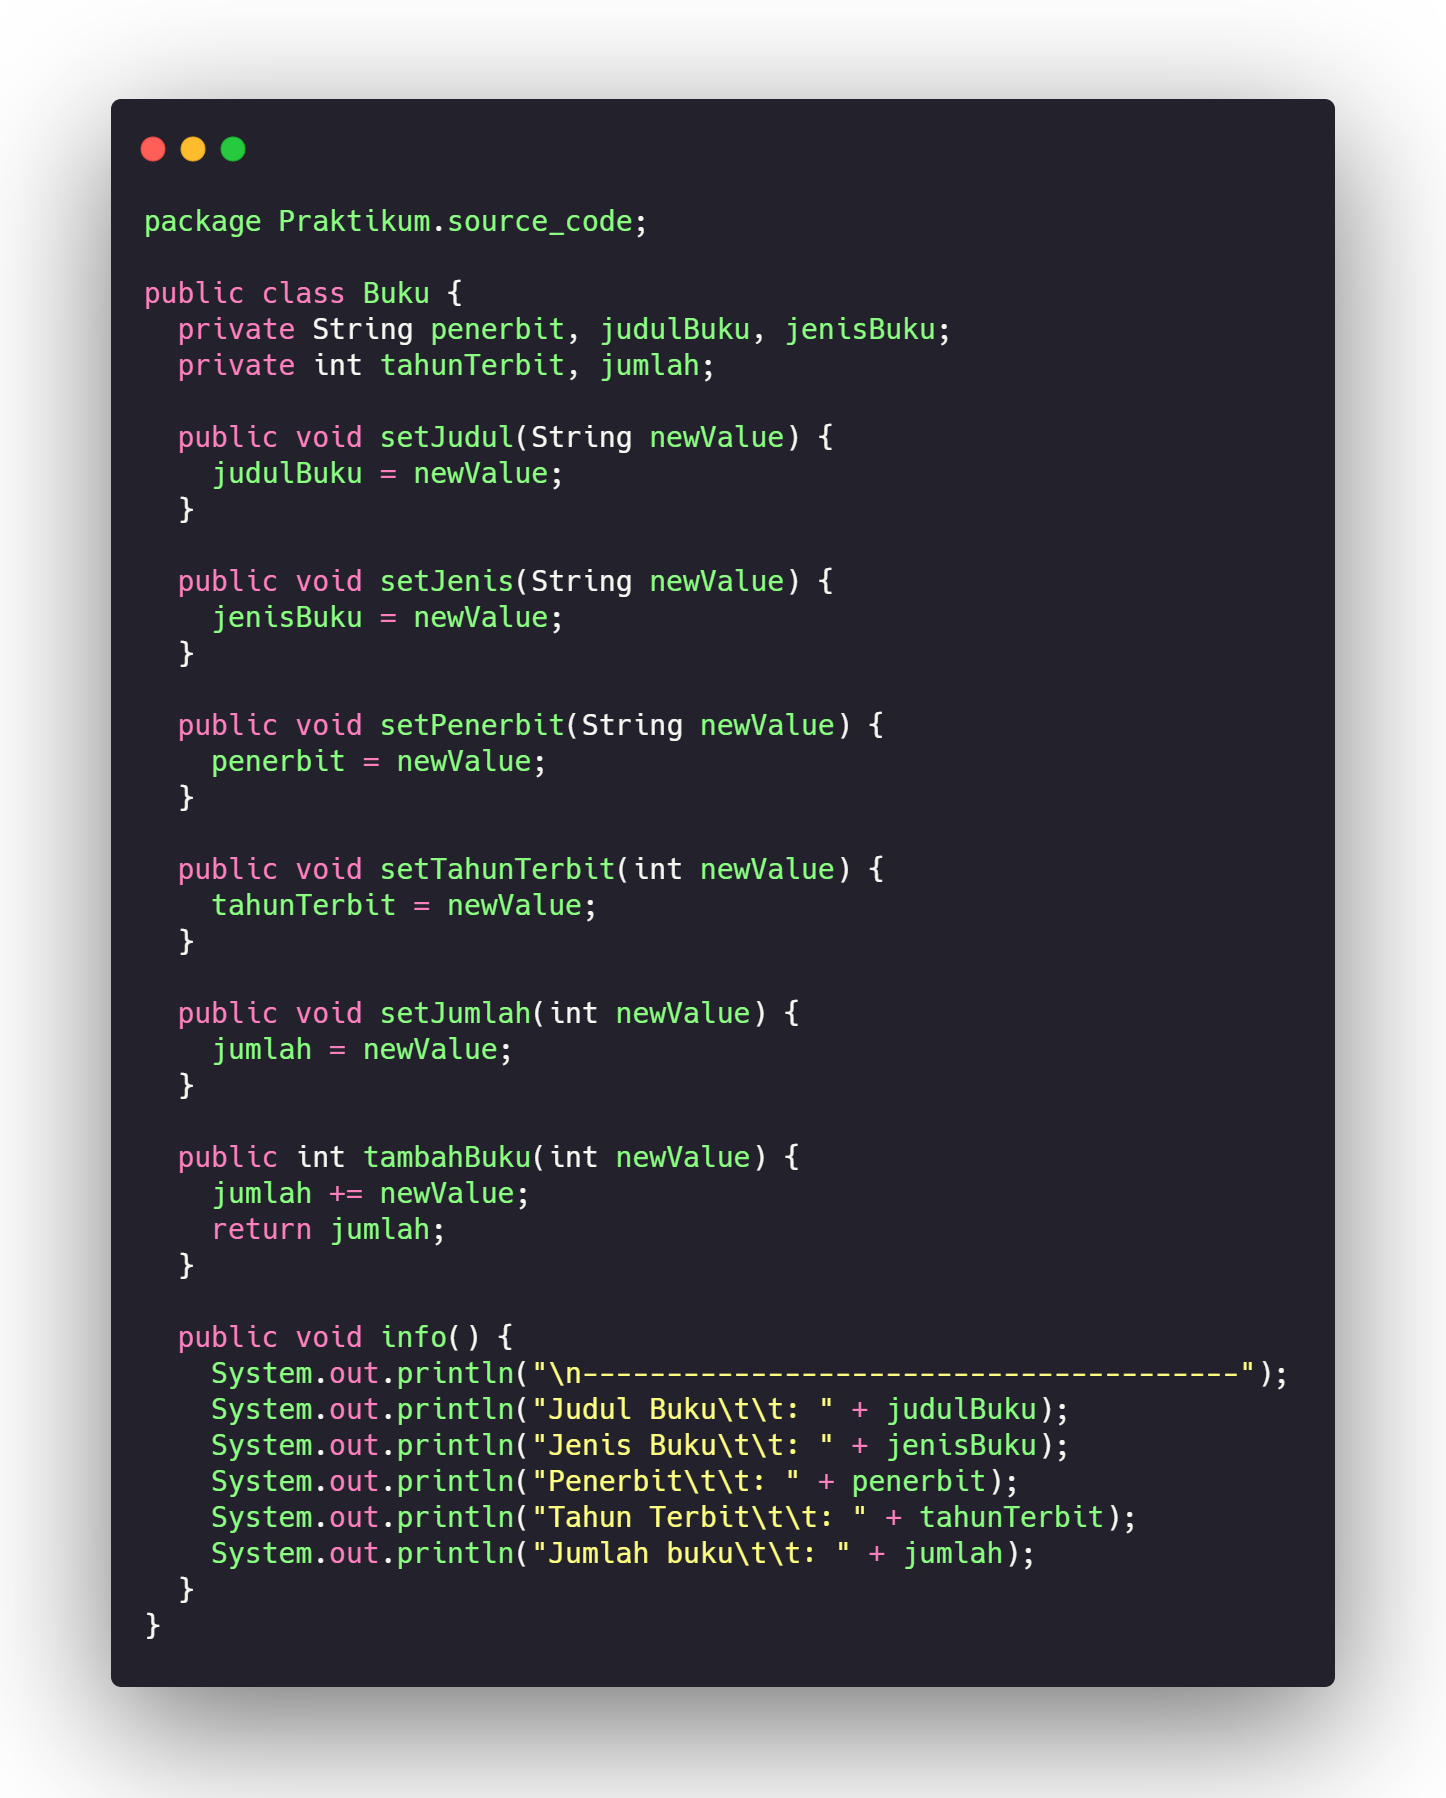 package Praktikum.source_code;

public class Buku {
  private String penerbit, judulBuku, jenisBuku;
  private int tahunTerbit, jumlah;

  public void setJudul(String newValue) {
    judulBuku = newValue;
  }

  public void setJenis(String newValue) {
    jenisBuku = newValue;
  }

  public void setPenerbit(String newValue) {
    penerbit = newValue;
  }

  public void setTahunTerbit(int newValue) {
    tahunTerbit = newValue;
  }

  public void setJumlah(int newValue) {
    jumlah = newValue;
  }

  public int tambahBuku(int newValue) {
    jumlah += newValue;
    return jumlah;
  }

  public void info() {
    System.out.println("\n---------------------------------------");
    System.out.println("Judul Buku\t\t: " + judulBuku);
    System.out.println("Jenis Buku\t\t: " + jenisBuku);
    System.out.println("Penerbit\t\t: " + penerbit);
    System.out.println("Tahun Terbit\t\t: " + tahunTerbit);
    System.out.println("Jumlah buku\t\t: " + jumlah);
  }
}